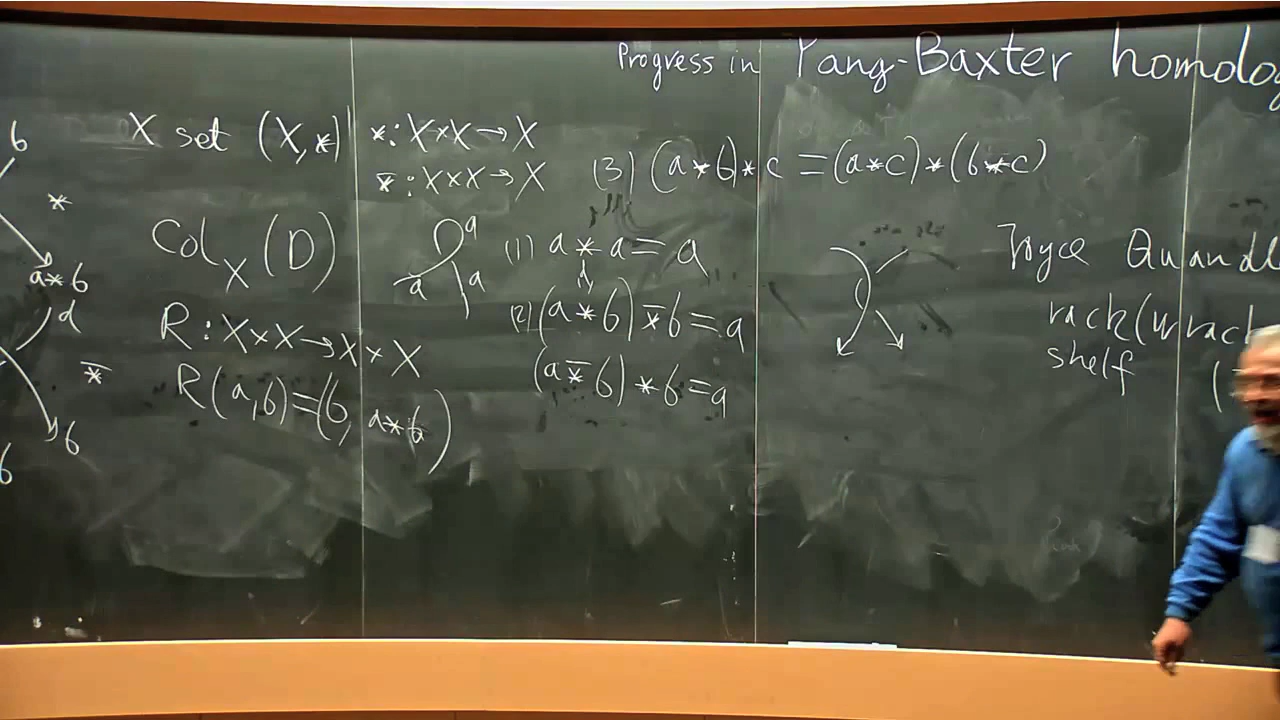 Progress in Yang-Baxter homolog
X set (X, *) *: X×X→X
⊼: X×X→X
(3) (a*b)*c = (a*c)*(b*c)
b
*
a*b
d
⊼
b
b
Col_X (D)
R: X×X→X×X
R(a,b)=(b, a*b)
a
a
a
(1) a*a=a
(2) (a*b)⊼b=a
(a⊼b)*b=a
Joyce Quandl
rack (wrack
shelf
(